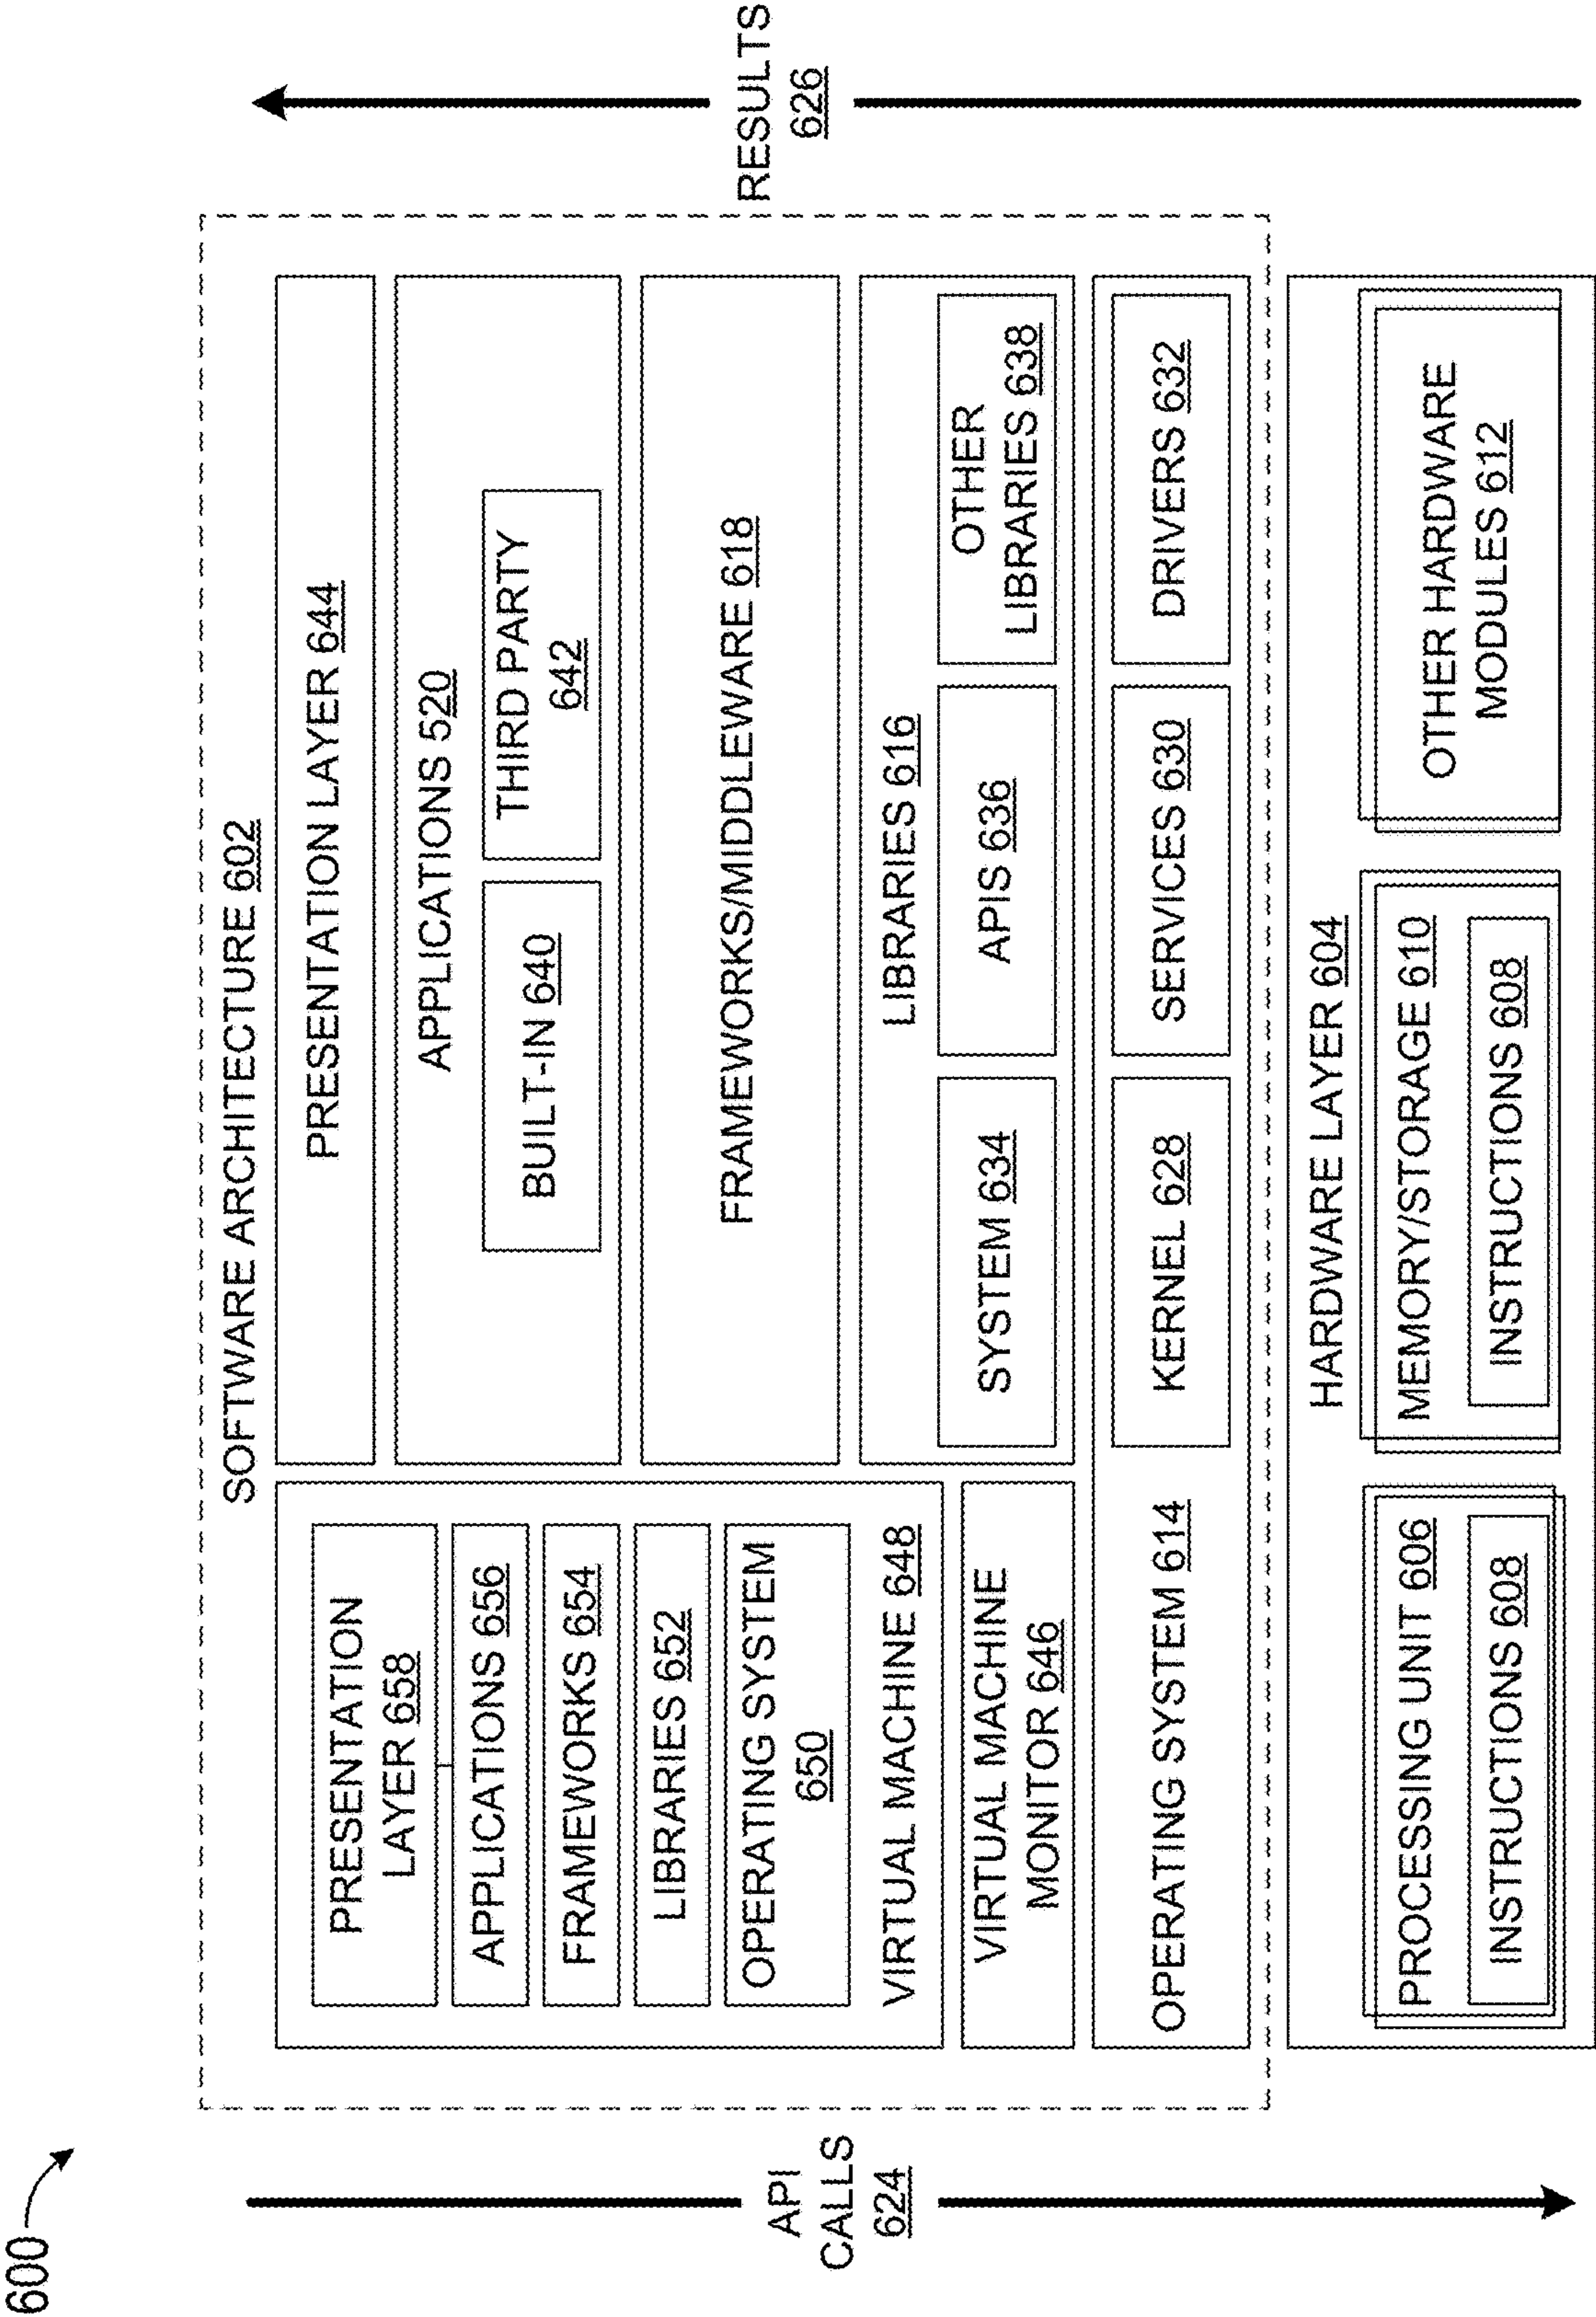 600
SOFTWARE ARCHITECTURE 602
PRESENTATION
LAYER 658
APPLICATIONS 656
FRAMEWORKS 654
LIBRARIES 652
OPERATING SYSTEM
650
VIRTUAL MACHINE 648
VIRTUAL MACHINE
MONITOR 646
PRESENTATION LAYER 644
APPLICATIONS 520
BUILT-IN 640
THIRD PARTY
642
FRAMEWORKS/MIDDLEWARE 618
LIBRARIES 616
SYSTEM 634
APIS 636
OTHER
LIBRARIES 638
OPERATING SYSTEM 614
KERNEL 628
SERVICES 630
DRIVERS 632
HARDWARE LAYER 604
PROCESSING UNIT 606
INSTRUCTIONS 608
MEMORY/STORAGE 610
INSTRUCTIONS 608
OTHER HARDWARE
MODULES 612
API
CALLS
624
RESULTS
626